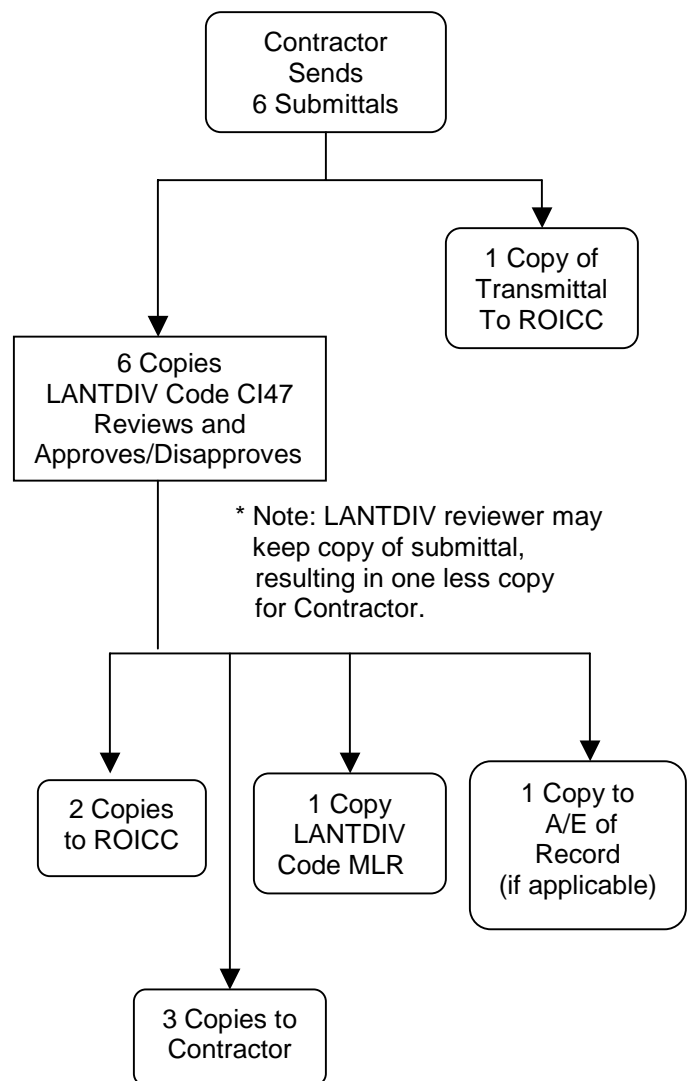 Contractor
Sends
6 Submittals
1 Copy of
Transmittal
To ROICC
6 Copies
LANTDIV Code CI47
Reviews and
Approves/Disapproves
* Note: LANTDIV reviewer may
keep copy of submittal,
resulting in one less copy
for Contractor.
2 Copies
to ROICC
1 Copy
LANTDIV
Code MLR
1 Copy to
A/E of
Record
(if applicable)
3 Copies to
Contractor